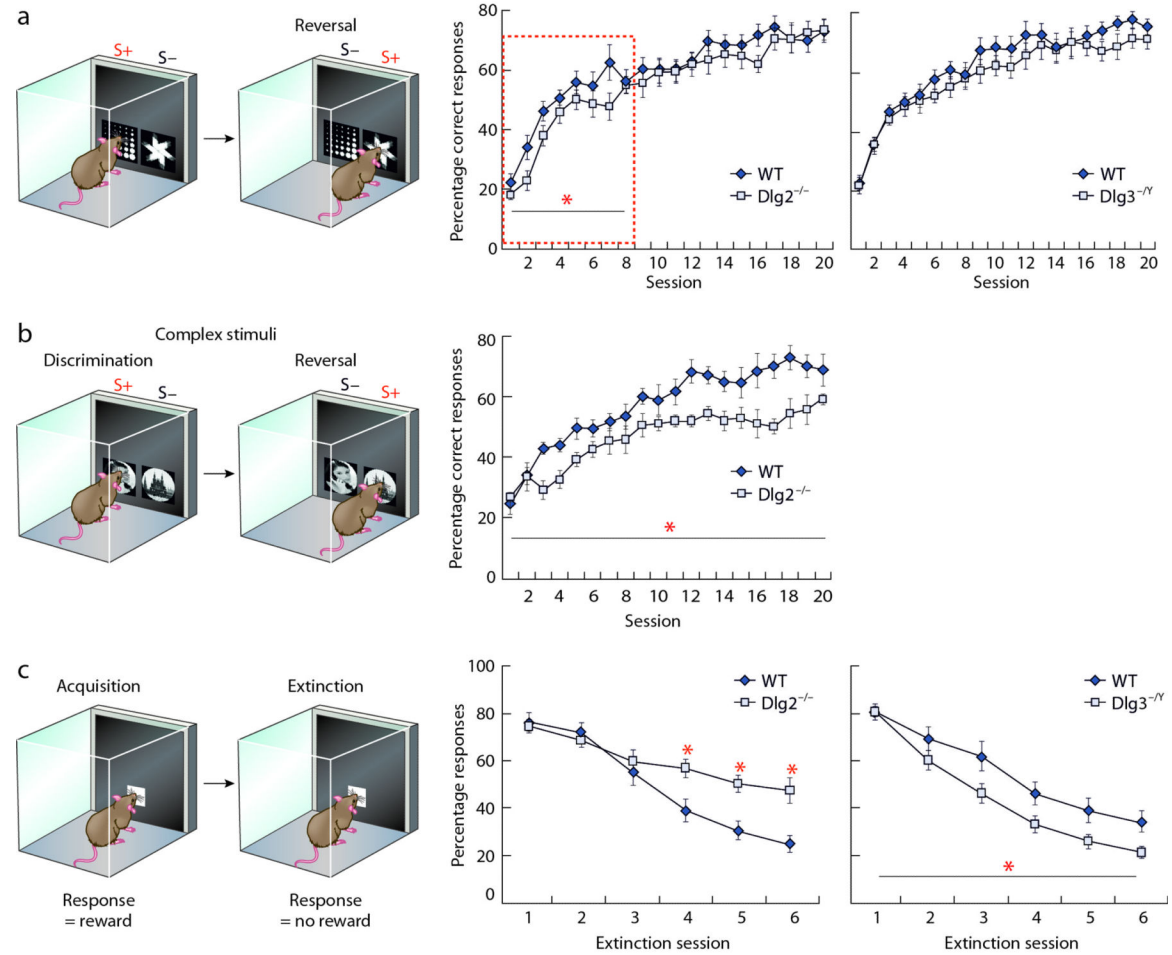 a
Reversal
S+
S−
S−
S+
Percentage correct responses
80
60
40
20
0
WT
Dlg2−/−
*
2 4 6 8 10 12 14 16 18 20
Session
WT
Dlg3−/Y
2 4 6 8 10 12 14 16 18 20
Session
b
Complex stimuli
Discrimination
Reversal
S+
S−
S−
S+
Percentage correct responses
80
60
40
20
0
WT
Dlg2−/−
*
2 4 6 8 10 12 14 16 18 20
Session
c
Acquisition
Extinction
Response
= reward
Response
= no reward
Percentage responses
100
80
60
40
20
0
WT
Dlg2−/−
* * *
1 2 3 4 5 6
Extinction session
WT
Dlg3−/Y
*
1 2 3 4 5 6
Extinction session